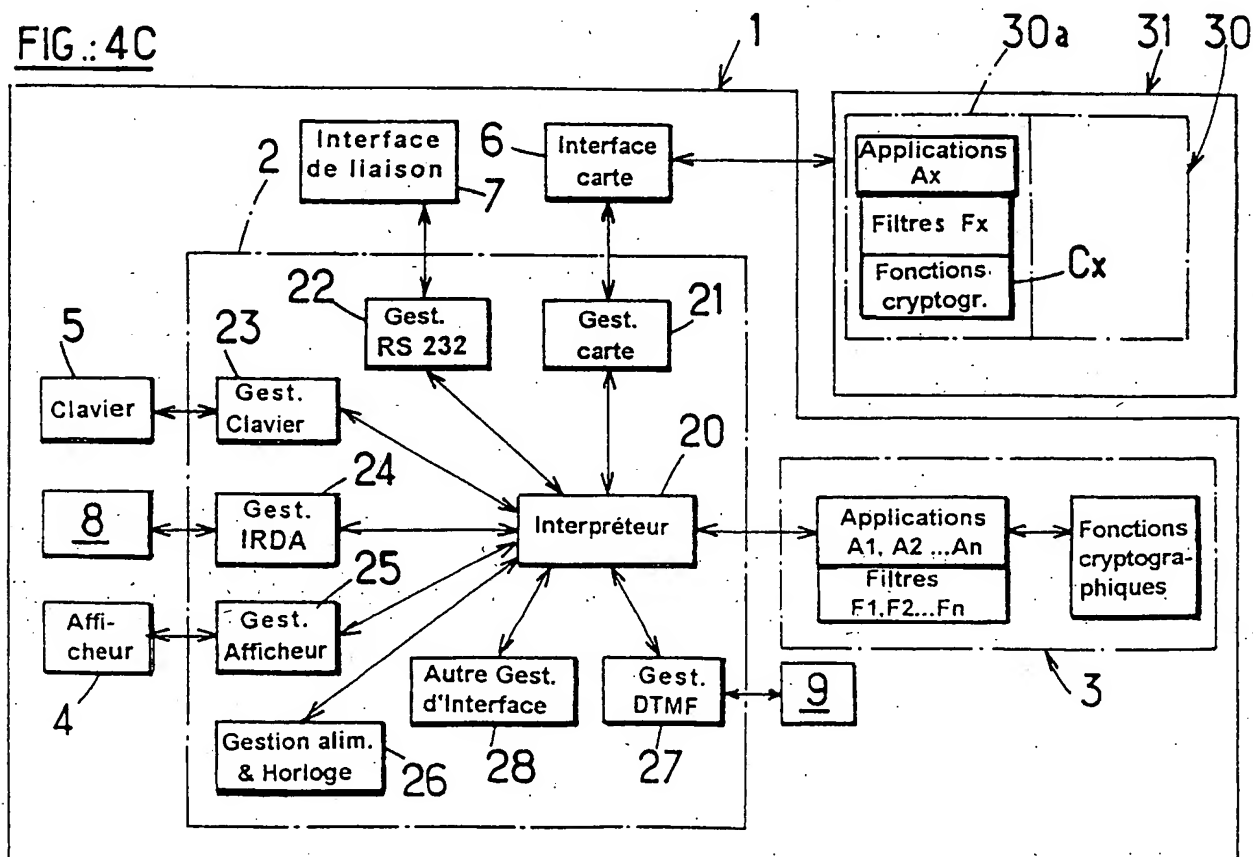 FIG.: 4C
1
30a
31
30
Interface
de liaison
7
6
Interface
carte
2
Applications
Ax
Filtres Fx
Fonctions
cryptogr.
Cx
22
Gest.
RS 232
21
Gest.
carte
5
Clavier
23
Gest.
Clavier
24
8
Gest.
IRDA
20
Interpréteur
Applications
A1, A2 ...An
Filtres
F1,F2...Fn
Fonctions
cryptogra-
phiques
25
Affi-
cheur
4
Gest.
Afficheur
Autre Gest.
d'Interface
28
Gest.
DTMF
27
9
3
Gestion alim.
& Horloge
26